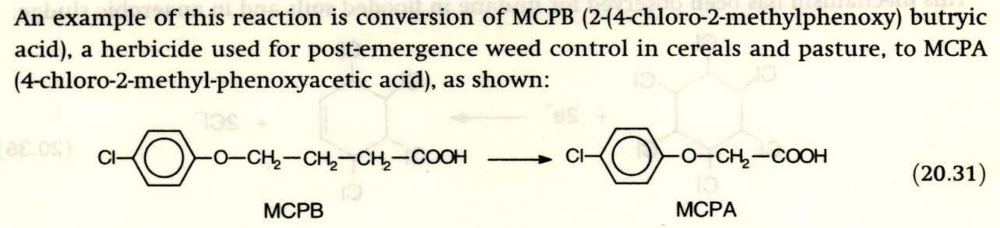 An example of this reaction is conversion of MCPB (2-(4-chloro-2-methylphenoxy) butryic
acid), a herbicide used for post-emergence weed control in cereals and pasture, to MCPA
(4-chloro-2-methyl-phenoxyacetic acid), as shown:
Cl-O-CH2-CH2-CH2-COOH → Cl-O-CH2-COOH
(20.31)
MCPB MCPA